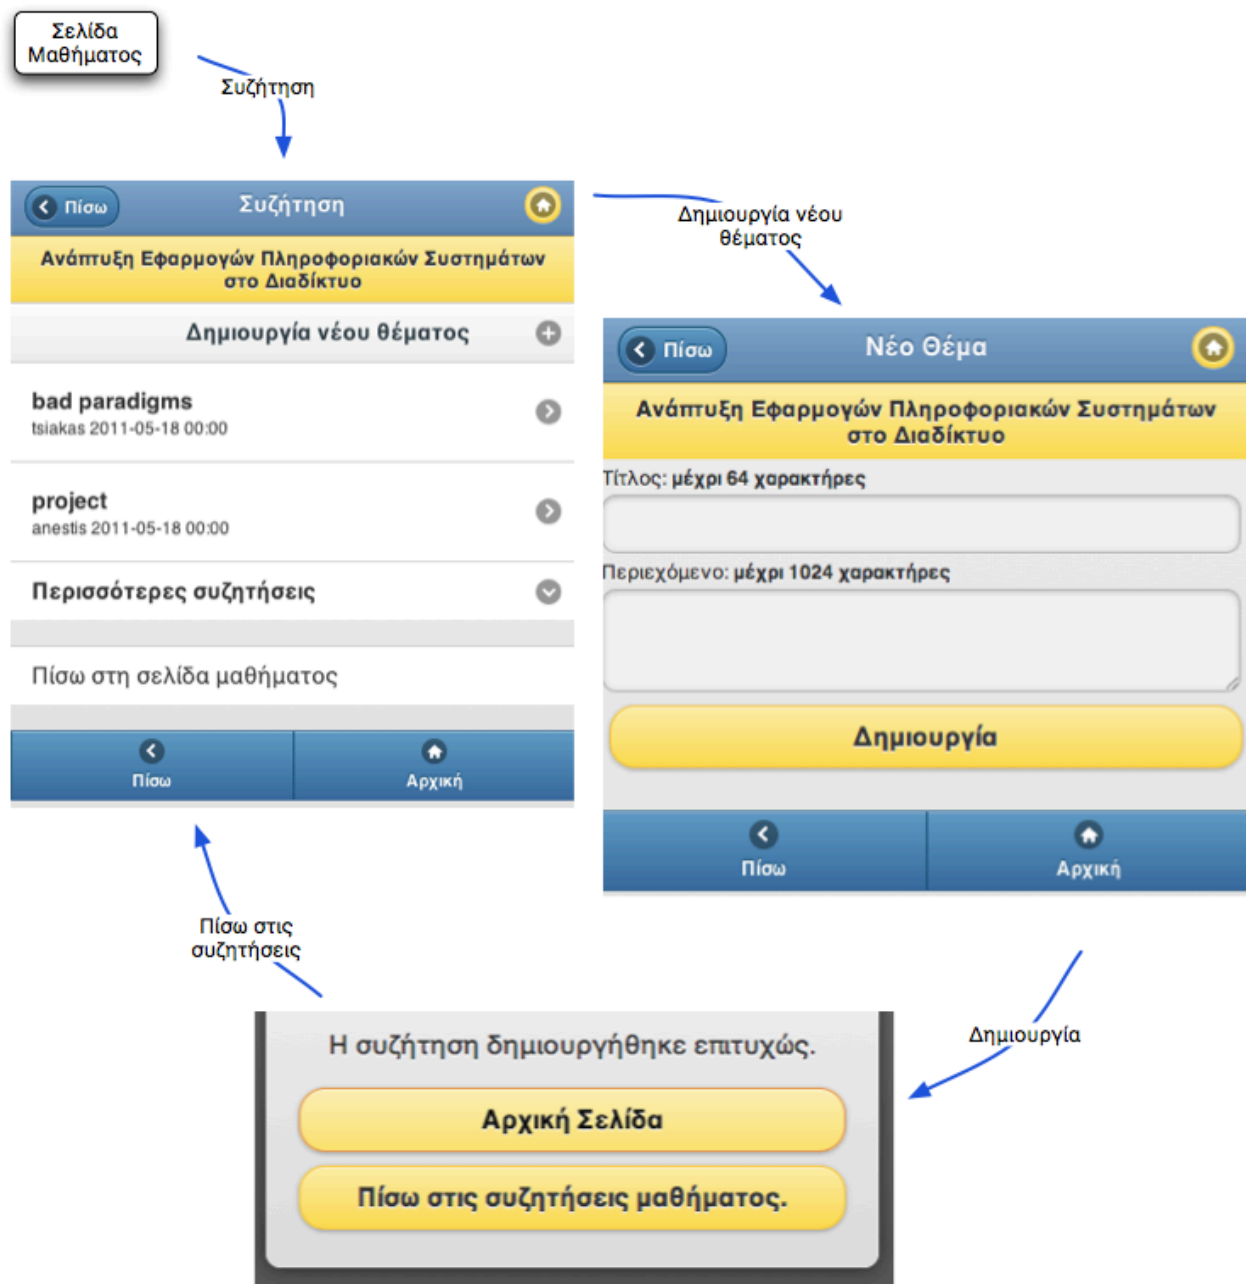 Σελίδα
Μαθήματος
Συζήτηση
Πίσω
Συζήτηση
Ανάπτυξη Εφαρμογών Πληροφοριακών Συστημάτων
στο Διαδίκτυο
Δημιουργία νέου θέματος
bad paradigms
tsiakas 2011-05-18 00:00
project
anestis 2011-05-18 00:00
Περισσότερες συζητήσεις
Πίσω στη σελίδα μαθήματος
Πίσω
Αρχική
Δημιουργία νέου
θέματος
Πίσω
Νέο Θέμα
Ανάπτυξη Εφαρμογών Πληροφοριακών Συστημάτων
στο Διαδίκτυο
Τίτλος: μέχρι 64 χαρακτήρες
Περιεχόμενο: μέχρι 1024 χαρακτήρες
Δημιουργία
Πίσω
Αρχική
Δημιουργία
Η συζήτηση δημιουργήθηκε επιτυχώς.
Αρχική Σελίδα
Πίσω στις συζητήσεις μαθήματος.
Πίσω στις
συζητήσεις